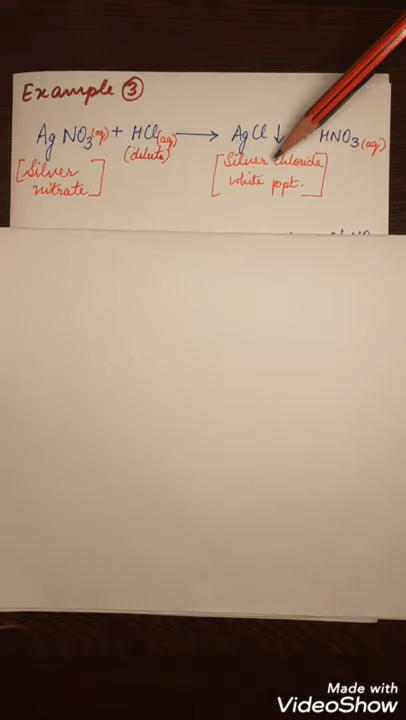 Example ③
AgNO₃(aq) + HCl(aq) → AgCl ↓ HNO₃(aq)
(dilute)
[Silver nitrate]
[Silver chloride white ppt.]
Made with
VideoShow